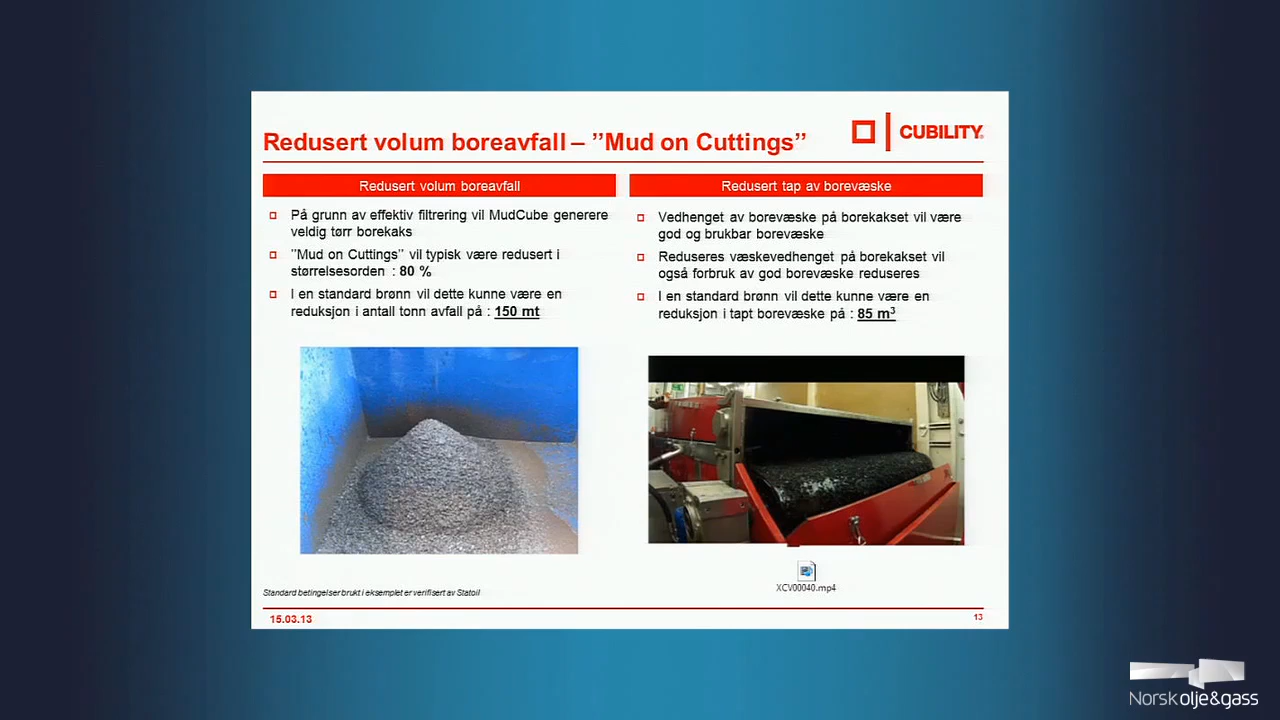 Redusert volum boreavfall – ”Mud on Cuttings”
CUBILITY
Redusert volum boreavfall
På grunn av effektiv filtrering vil MudCube generere
veldig tørr borekaks
”Mud on Cuttings” vil typisk være redusert i
størrelsesorden : 80 %
I en standard brønn vil dette kunne være en
reduksjon i antall tonn avfall på : 150 mt
Redusert tap av borevæske
Vedhenget av borevæske på borekakset vil være
god og brukbar borevæske
Reduseres væskevedhenget på borekakset vil
også forbruk av god borevæske reduseres
I en standard brønn vil dette kunne være en
reduksjon i tapt borevæske på : 85 m³
XCV00040.mp4
Standard betingelser brukt i eksemplet er verifisert av Statoil
15.03.13
13
Norsk olje&gass